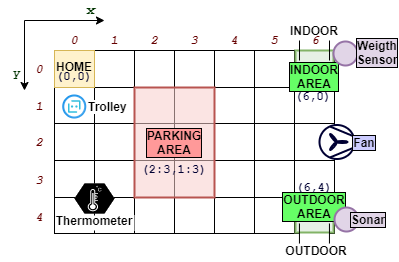 x
INDOOR
y
0 1 2 3 4 5 6
0
HOME
(0,0)
INDOOR
AREA
(6,0)
Weigth
Sensor
1
Trolley
2
PARKING
AREA
(2:3,1:3)
Fan
3
(6,4)
4
Thermometer
OUTDOOR
AREA
Sonar
OUTDOOR